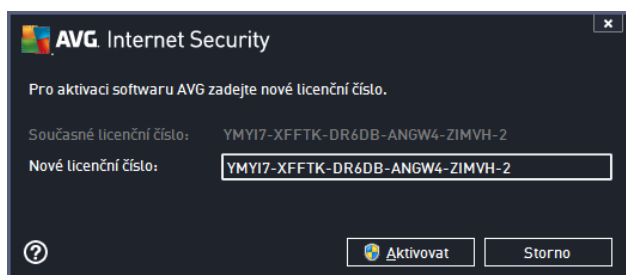 AVG. Internet Security
Pro aktivaci softwaru AVG zadejte nové licenční číslo.
Současné licenční číslo: YMYI7-XFFTK-DR6DB-ANGW4-ZIMVH-2
Nové licenční číslo: YMYI7-XFFTK-DR6DB-ANGW4-ZIMVH-2
Aktivovat Storno